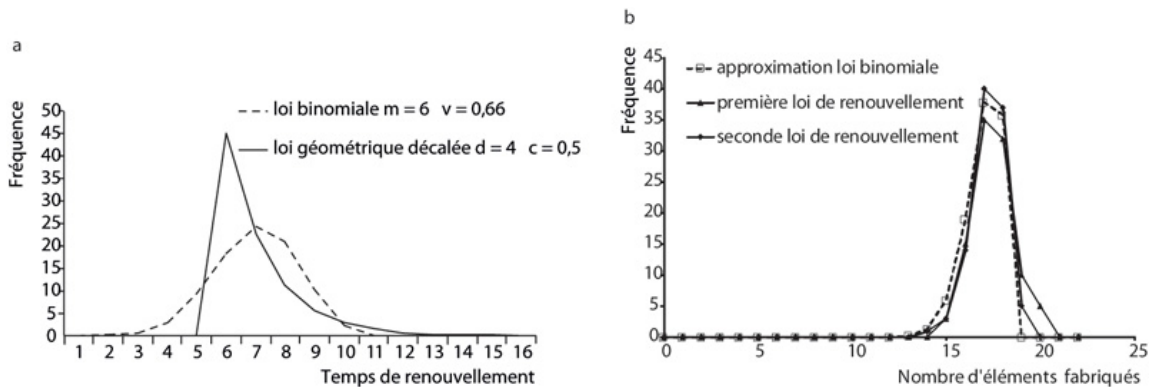 a
Fréquence
50
45
40
35
30
25
20
15
10
5
0
loi binomiale m = 6 v = 0,66
loi géométrique décalée d = 4 c = 0,5
1 2 3 4 5 6 7 8 9 10 11 12 13 14 15 16
Temps de renouvellement
b
Fréquence
45
40
35
30
25
20
15
10
5
0
approximation loi binomiale
première loi de renouvellement
seconde loi de renouvellement
0 5 10 15 20 25
Nombre d'éléments fabriqués